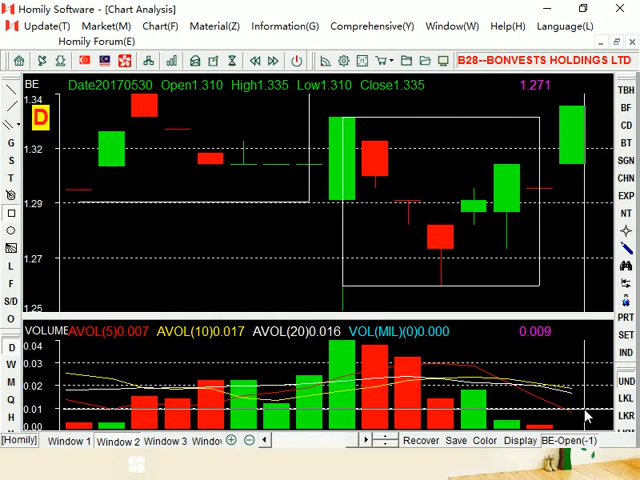 Homily Software - [Chart Analysis]
Update(T) Market(M) Chart(F) Material(Z) Information(G) Comprehensive(Y) Window(W) Help(H) Language(L)
Homily Forum(E)
B28--BONVESTS HOLDINGS LTD
BE Date20170530 Open1.310 High1.335 Low1.310 Close1.335 1.271
1.34
D
1.32
1.29
1.27
1.25
VOLUME AVOL(5)0.007 AVOL(10)0.017 AVOL(20)0.016 VOL(MIL)(0)0.000 0.009
0.04
0.03
0.02
0.01
0.00
G
S
T
L
F
S/D
O
D
W
M
Q
H
TBH
BF
CD
BT
SGN
CHN
EXP
NT
PRT
SET
IND
UND
LKL
LKR
[Homily] Window 1 Window 2 Window 3 Windo Recover Save Color Display BE-Open(-1)